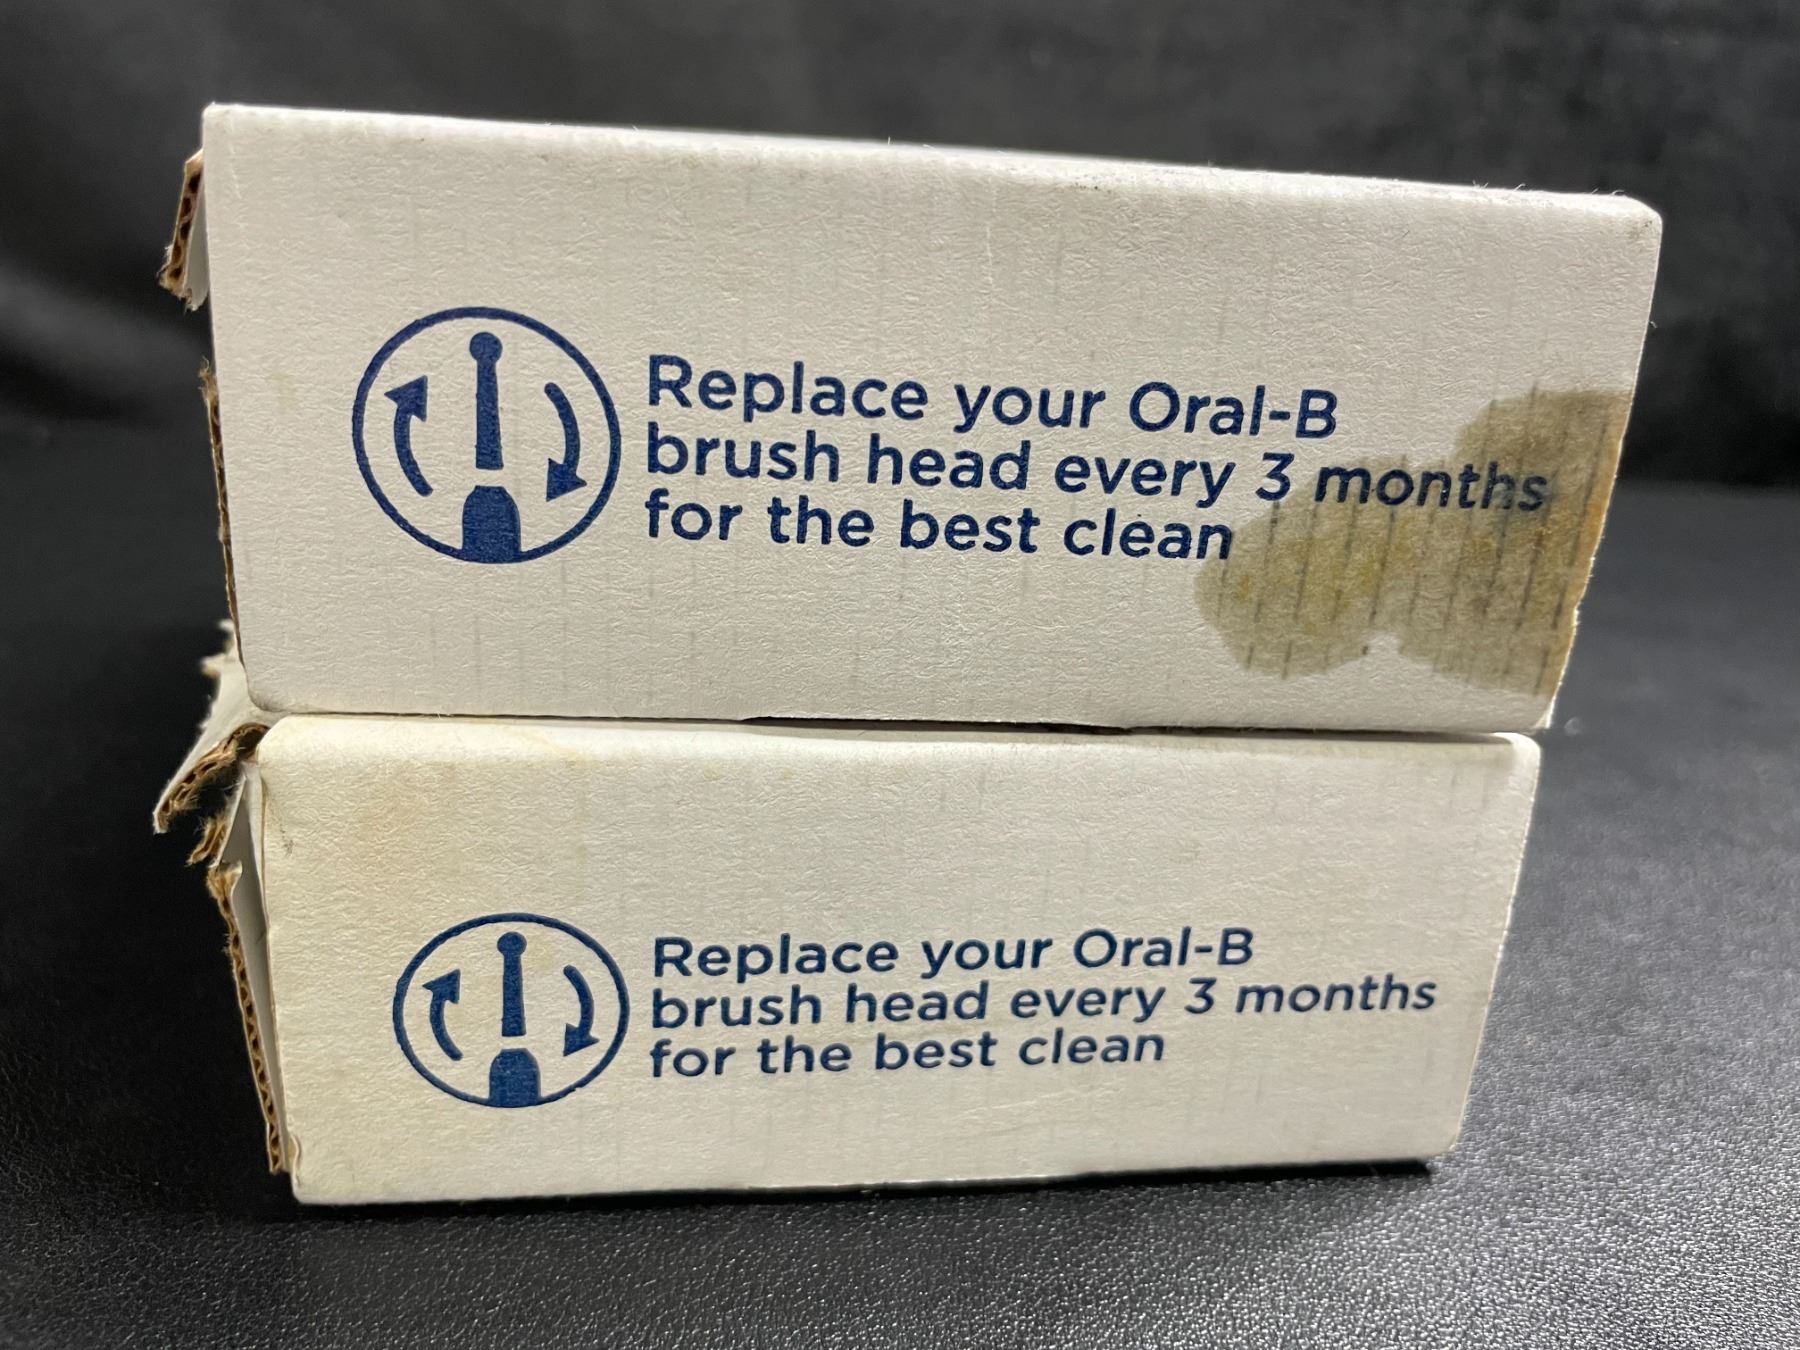 Replace your Oral-B
brush head every 3 months
for the best clean
Replace your Oral-B
brush head every 3 months
for the best clean